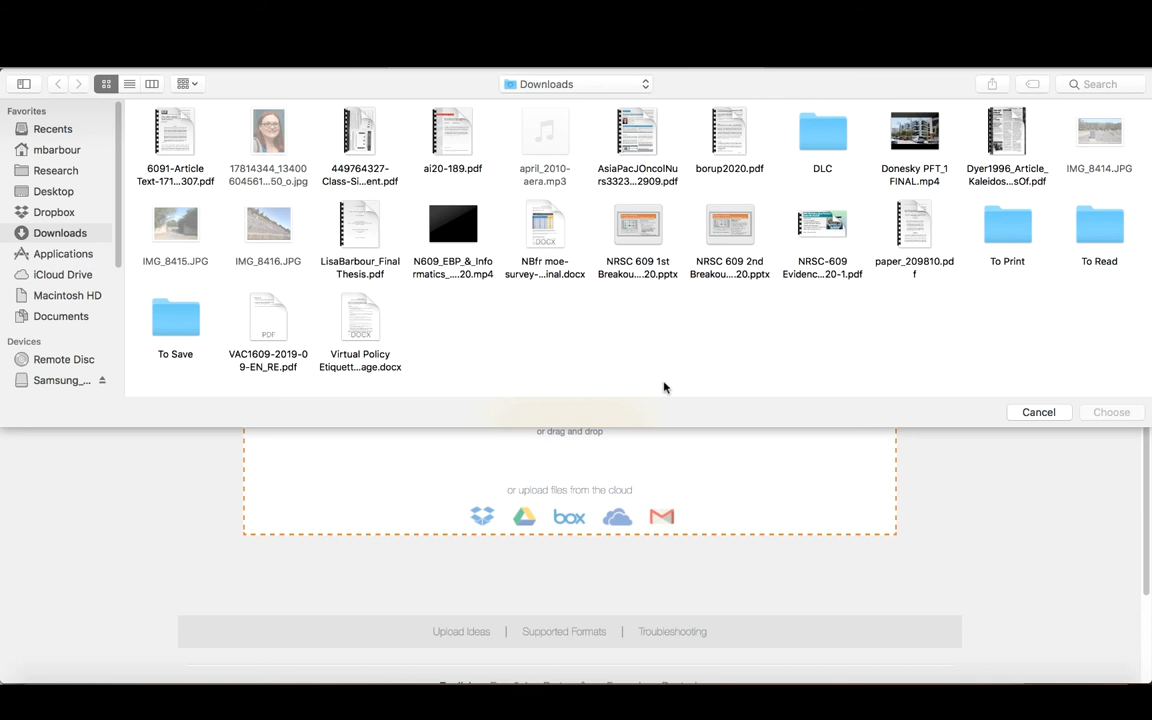 Downloads
Search
Favorites
Recents
mbarbour
Research
Desktop
Dropbox
Downloads
Applications
iCloud Drive
Macintosh HD
Documents
Devices
Remote Disc
Samsung_...
6091-Article
Text-171...307.pdf
17814344_13400
604561...50_o.jpg
449764327-
Class-Si...ent.pdf
ai20-189.pdf
april_2010-
aera.mp3
AsiaPacJOncolNu
rs3323...2909.pdf
borup2020.pdf
DLC
Donesky PFT_1
FINAL.mp4
Dyer1996_Article_
Kaleidos...sOf.pdf
IMG_8414.JPG
IMG_8415.JPG
IMG_8416.JPG
LisaBarbour_Final
Thesis.pdf
N609_EBP_&_Info
rmatics_....20.mp4
DOCX
NBfr moe-
survey-...inal.docx
NRSC 609 1st
Breakou....20.pptx
NRSC 609 2nd
Breakou....20.pptx
NRSC-609
Evidenc...20-1.pdf
paper_209810.pd
f
To Print
To Read
To Save
PDF
VAC1609-2019-0
9-EN_RE.pdf
DOCX
Virtual Policy
Etiquett...age.docx
Cancel
Choose
or drag and drop
or upload files from the cloud
box
Upload Ideas | Supported Formats | Troubleshooting